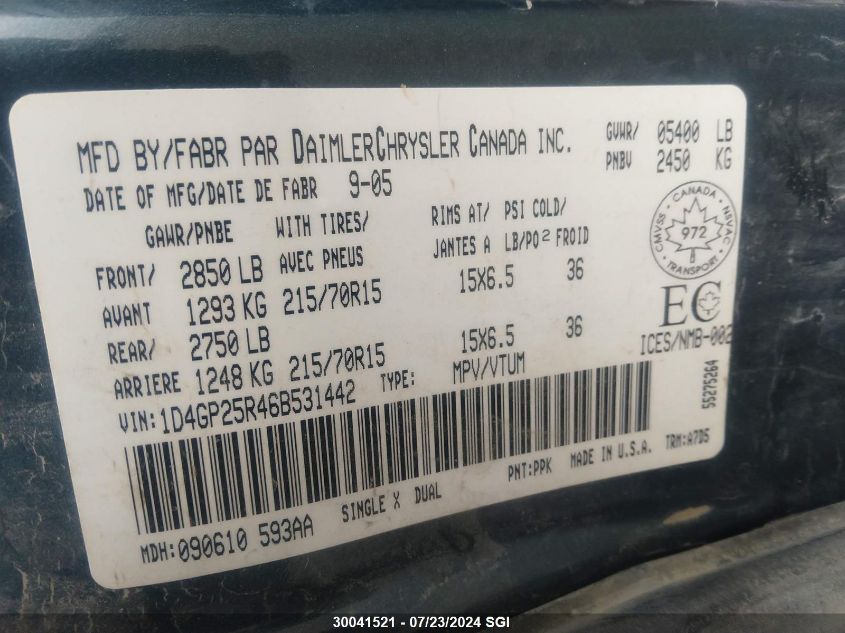 MFD BY/FABR PAR DAIMLERCHRYSLER CANADA INC. GVWR/ 05400 LB
PNBV 2450 KG
DATE OF MFG/DATE DE FABR 9-05
GAWR/PNBE WITH TIRES/ RIMS AT/ PSI COLD/
AVEC PNEUS JANTES A LB/PO2 FROID
FRONT/ 2850 LB
AVANT 1293 KG 215/70R15 15X6.5 36
REAR/ 2750 LB
ARRIERE 1248 KG 215/70R15 15X6.5 36
CANADA
CMVSS 972 NSVAC
TRANSPORT
EC
ICES/NMB-002
TYPE: MPV/VTUM
VIN: 1D4GP25R46B531442
55275264
MDH: 090610 593AA SINGLE X DUAL PNT: PPK MADE IN U.S.A. TRM: A7D5
30041521 - 07/23/2024 SGI